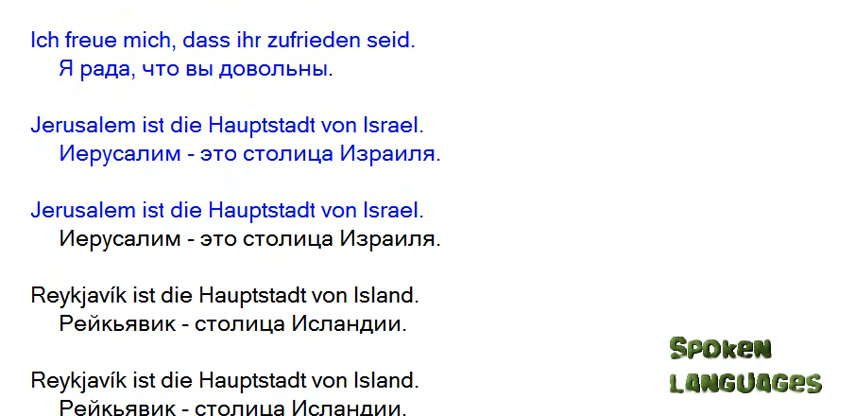 Ich freue mich, dass ihr zufrieden seid.
Я рада, что вы довольны.
Jerusalem ist die Hauptstadt von Israel.
Иерусалим - это столица Израиля.
Jerusalem ist die Hauptstadt von Israel.
Иерусалим - это столица Израиля.
Reykjavík ist die Hauptstadt von Island.
Рейкьявик - столица Исландии.
Reykjavík ist die Hauptstadt von Island.
Рейкьявик - столица Исландии.
Spoken
Languages